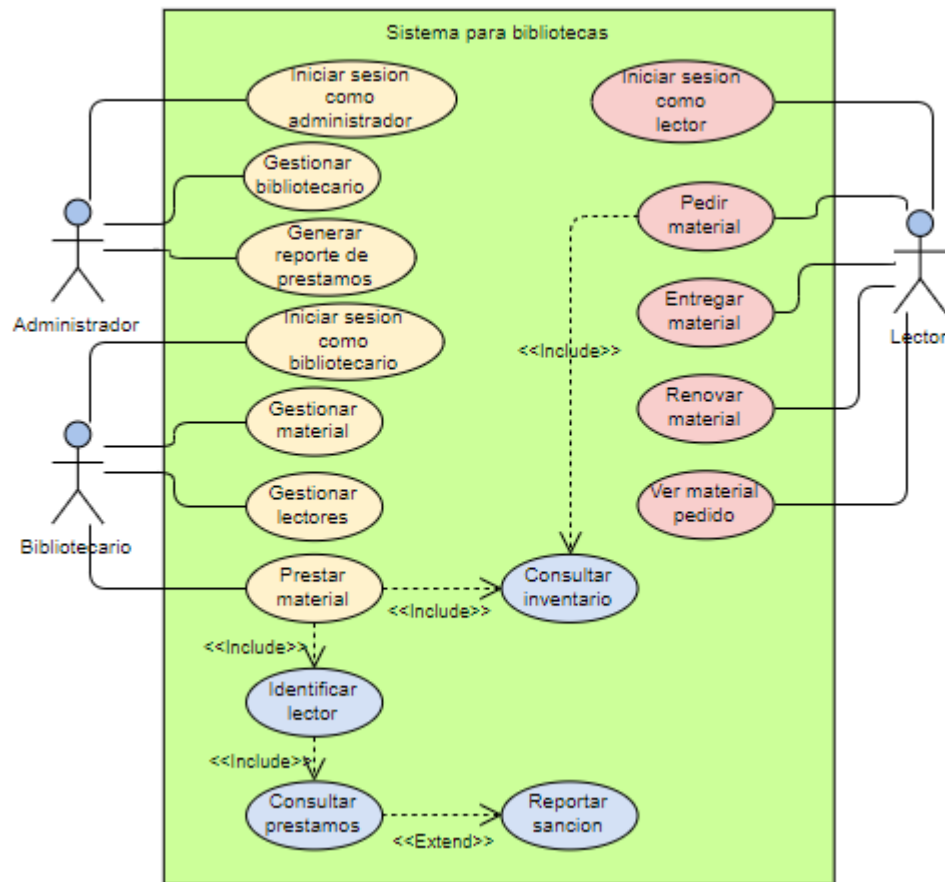 Sistema para bibliotecas
Iniciar sesion
como
administrador
Iniciar sesion
como
lector
Gestionar
bibliotecario
Pedir
material
Generar
reporte de
prestamos
Administrador
Entregar
material
Lector
Iniciar sesion
como
bibliotecario
<<Include>>
Renovar
material
Gestionar
material
Ver material
pedido
Gestionar
lectores
Bibliotecario
Prestar
material
<<Include>>
Consultar
inventario
<<Include>>
Identificar
lector
<<Include>>
Consultar
prestamos
<<Extend>>
Reportar
sancion